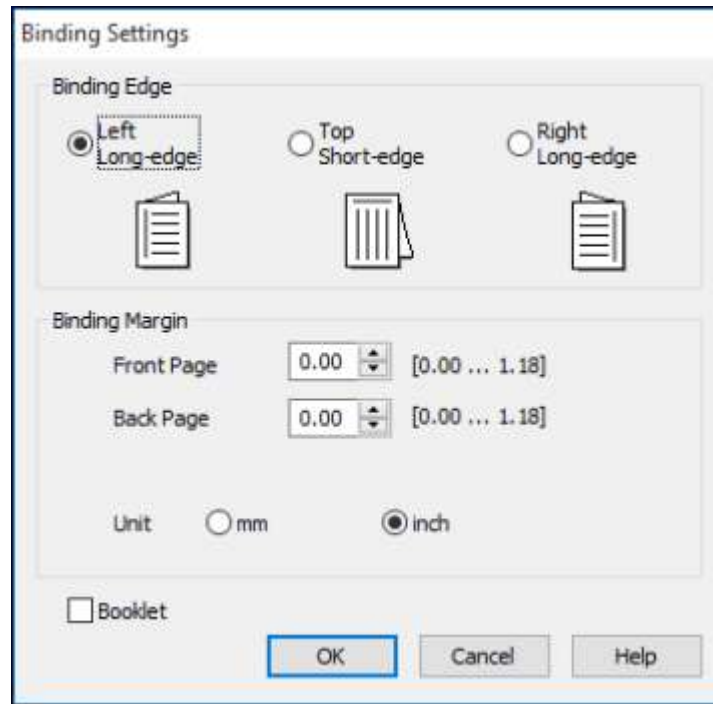 Binding Settings
Binding Edge
Left
Long-edge
Top
Short-edge
Right
Long-edge
Binding Margin
Front Page 0.00 [0.00 ... 1.18]
Back Page 0.00 [0.00 ... 1.18]
Unit mm inch
Booklet
OK Cancel Help